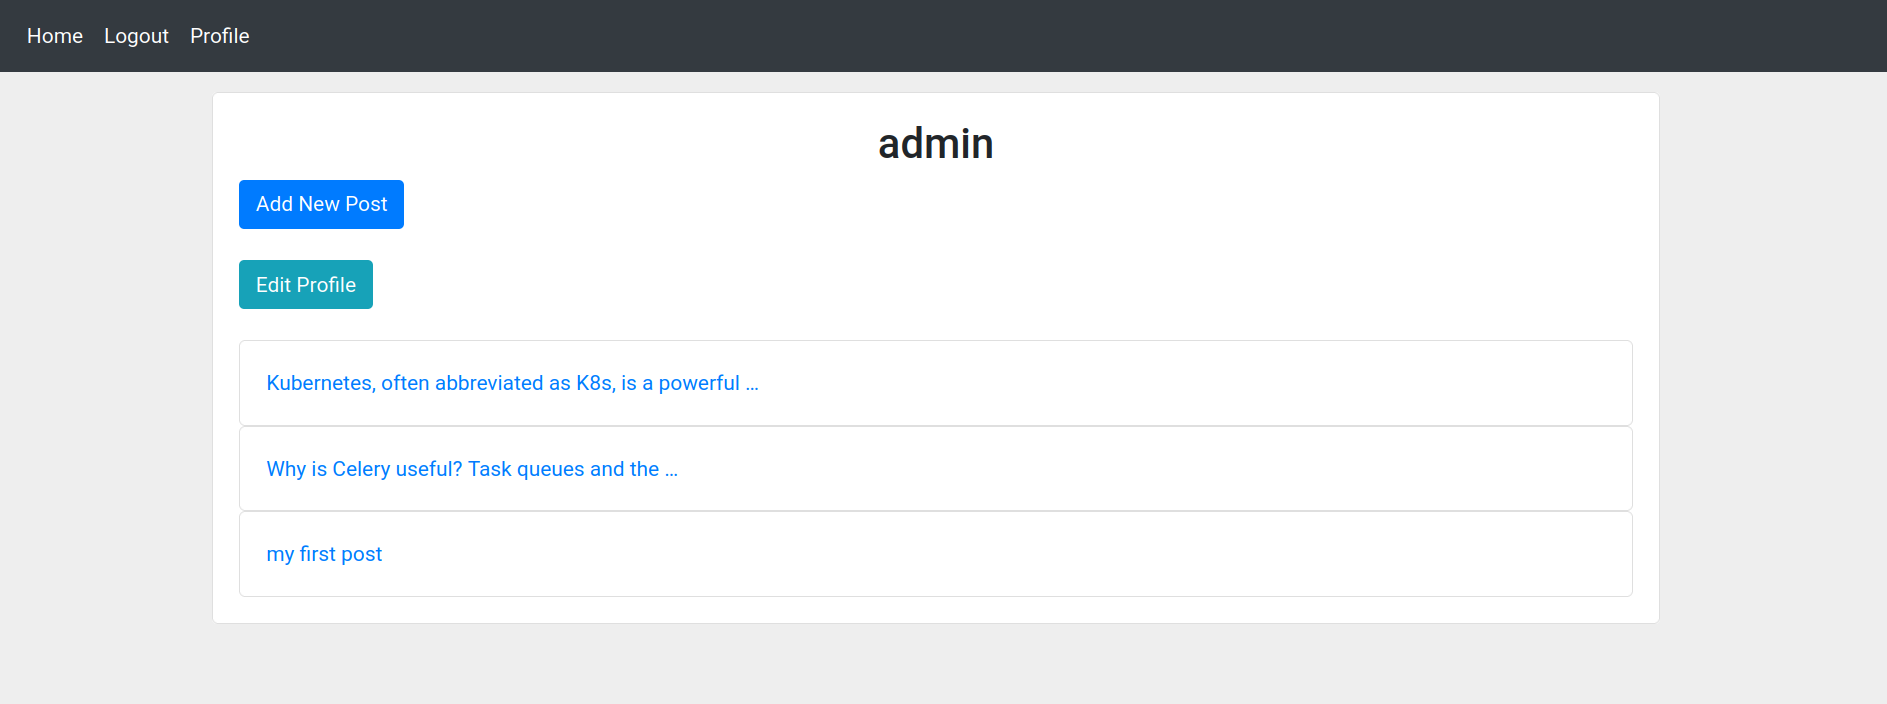 Home Logout Profile
admin
Add New Post
Edit Profile
Kubernetes, often abbreviated as K8s, is a powerful …
Why is Celery useful? Task queues and the …
my first post